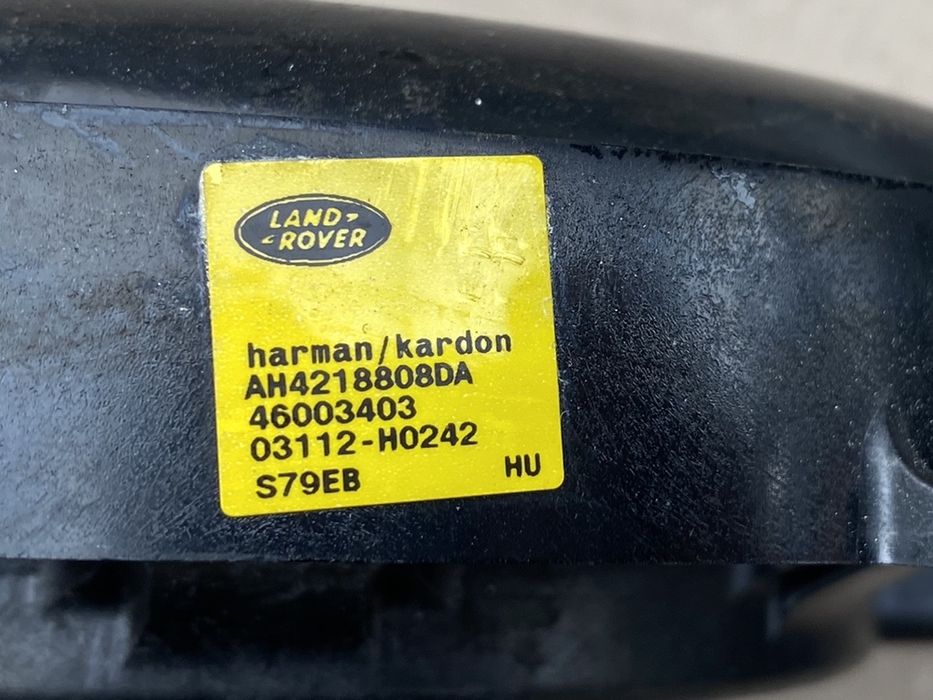 LAND-
-ROVER
harman/kardon
AH4218808DA
46003403
03112-H0242
S79EB HU